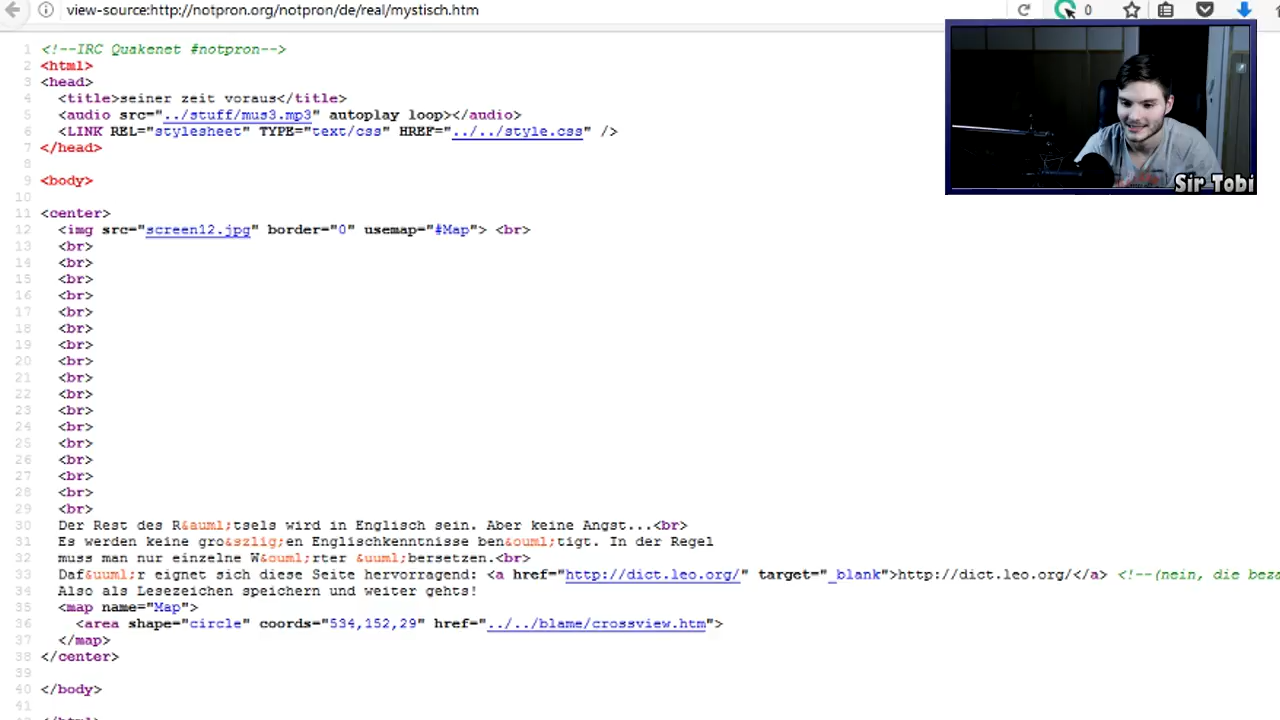 view-source:http://notpron.org/notpron/de/real/mystisch.htm
0
1 <!--IRC Quakenet #notpron-->
2 <html>
3 <head>
4 <title>seiner zeit voraus</title>
5 <audio src="../stuff/mus3.mp3" autoplay loop></audio>
6 <LINK REL="stylesheet" TYPE="text/css" HREF="../../style.css" />
7 </head>
8
9 <body>
10
11 <center>
12 <img src="screen12.jpg" border="0" usemap="#Map"> <br>
13 <br>
14 <br>
15 <br>
16 <br>
17 <br>
18 <br>
19 <br>
20 <br>
21 <br>
22 <br>
23 <br>
24 <br>
25 <br>
26 <br>
27 <br>
28 <br>
29 <br>
30 Der Rest des R&auml;tsels wird in Englisch sein. Aber keine Angst...<br>
31 Es werden keine gro&szlig;en Englischkenntnisse ben&ouml;tigt. In der Regel
32 muss man nur einzelne W&ouml;rter &uuml;bersetzen.<br>
33 Daf&uuml;r eignet sich diese Seite hervorragend: <a href="http://dict.leo.org/" target="_blank">http://dict.leo.org/</a> <!--(nein, die beza
34 Also als Lesezeichen speichern und weiter gehts!
35 <map name="Map">
36 <area shape="circle" coords="534,152,29" href="../../blame/crossview.htm">
37 </map>
38 </center>
39
40 </body>
41
</html>
Sir Tobi